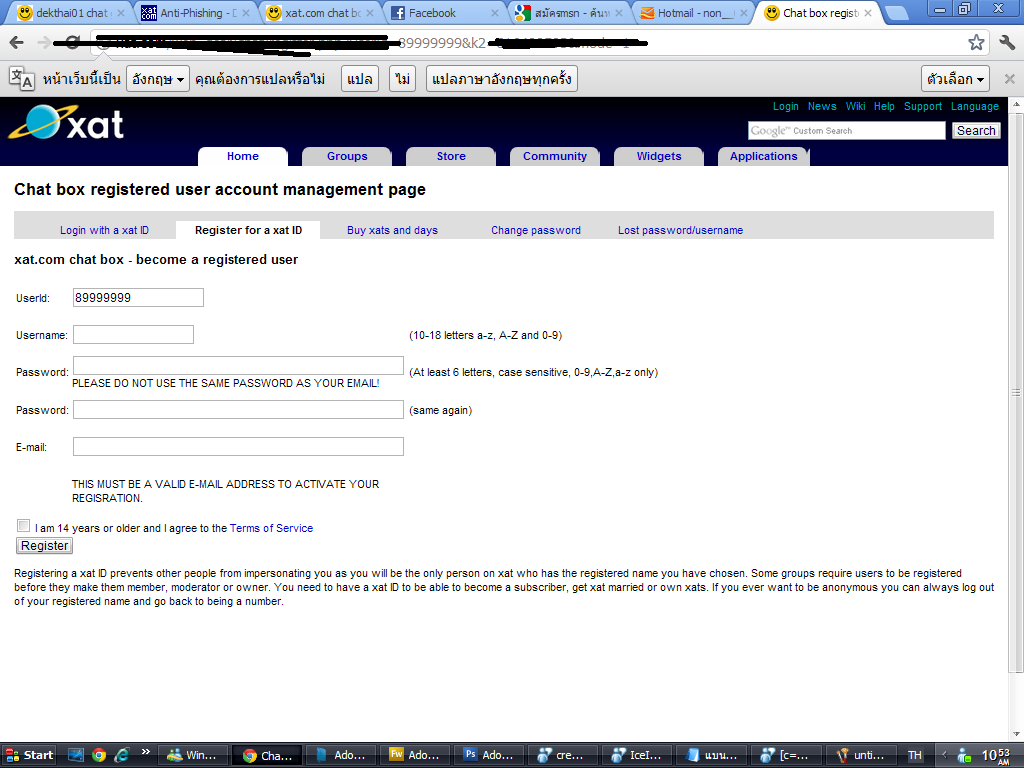 dekthai01 chat
Anti-Phishing - D
xat.com chat bo
Facebook
สมัครmsn - ค้นห
Hotmail - non__
Chat box regist
89999999&k2
หน้าเว็บนี้เป็น อังกฤษ คุณต้องการแปลหรือไม่ แปล ไม่ แปลภาษาอังกฤษทุกครั้ง ตัวเลือก
Login News Wiki Help Support Language
xat
Google™ Custom Search Search
Home Groups Store Community Widgets Applications
Chat box registered user account management page
Login with a xat ID Register for a xat ID Buy xats and days Change password Lost password/username
xat.com chat box - become a registered user
UserId: 89999999
Username: (10-18 letters a-z, A-Z and 0-9)
Password: (At least 6 letters, case sensitive, 0-9,A-Z,a-z only)
PLEASE DO NOT USE THE SAME PASSWORD AS YOUR EMAIL!
Password: (same again)
E-mail:
THIS MUST BE A VALID E-MAIL ADDRESS TO ACTIVATE YOUR
REGISRATION.
I am 14 years or older and I agree to the Terms of Service
Register
Registering a xat ID prevents other people from impersonating you as you will be the only person on xat who has the registered name you have chosen. Some groups require users to be registered
before they make them member, moderator or owner. You need to have a xat ID to be able to become a subscriber, get xat married or own xats. If you ever want to be anonymous you can always log out
of your registered name and go back to being a number.
Start » Win... Cha... Ado... Ado... Ado... cre... IceI... แบน... [c=... unti... TH 10:53 AM